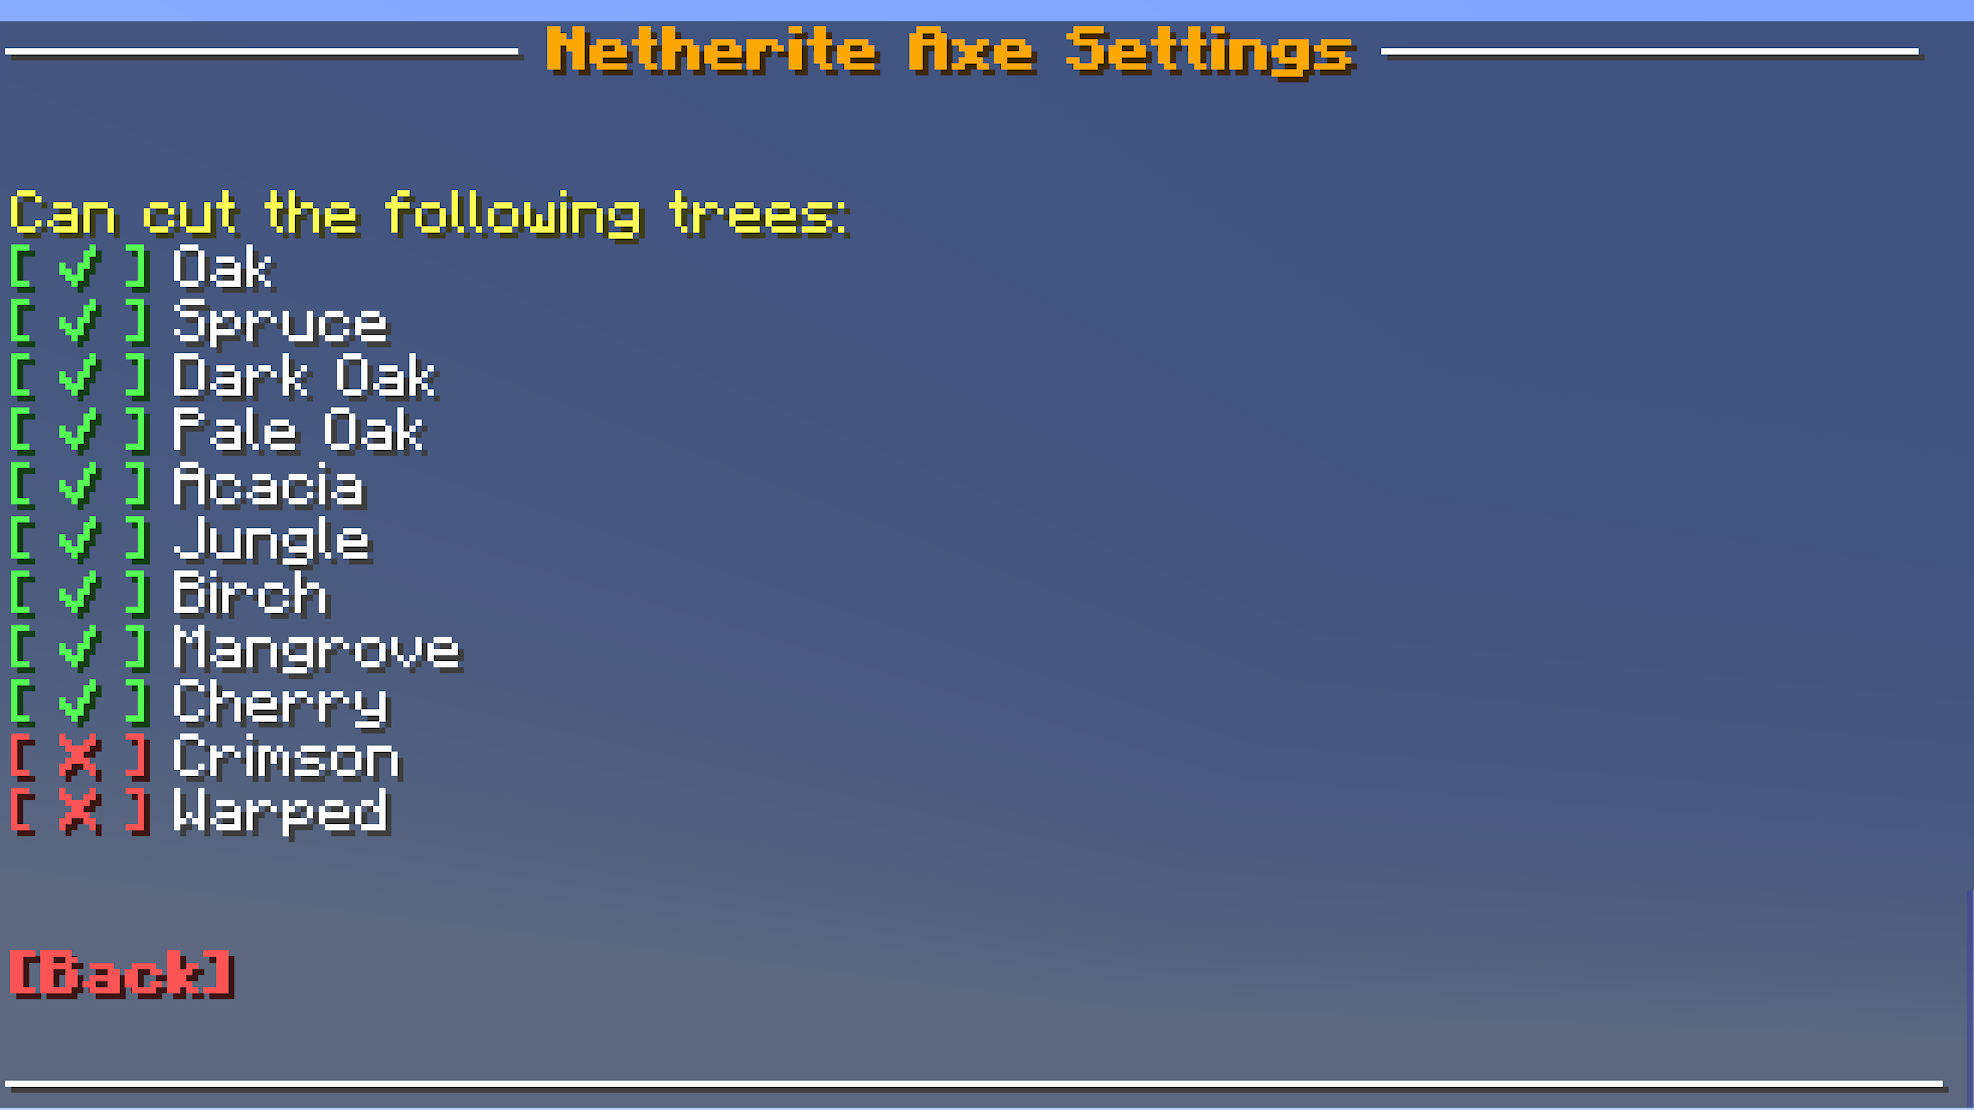 Netherite Axe Settings
Can cut the following trees:
[ ✔ ] Oak
[ ✔ ] Spruce
[ ✔ ] Dark Oak
[ ✔ ] Pale Oak
[ ✔ ] Acacia
[ ✔ ] Jungle
[ ✔ ] Birch
[ ✔ ] Mangrove
[ ✔ ] Cherry
[ ✘ ] Crimson
[ ✘ ] Warped
[Back]